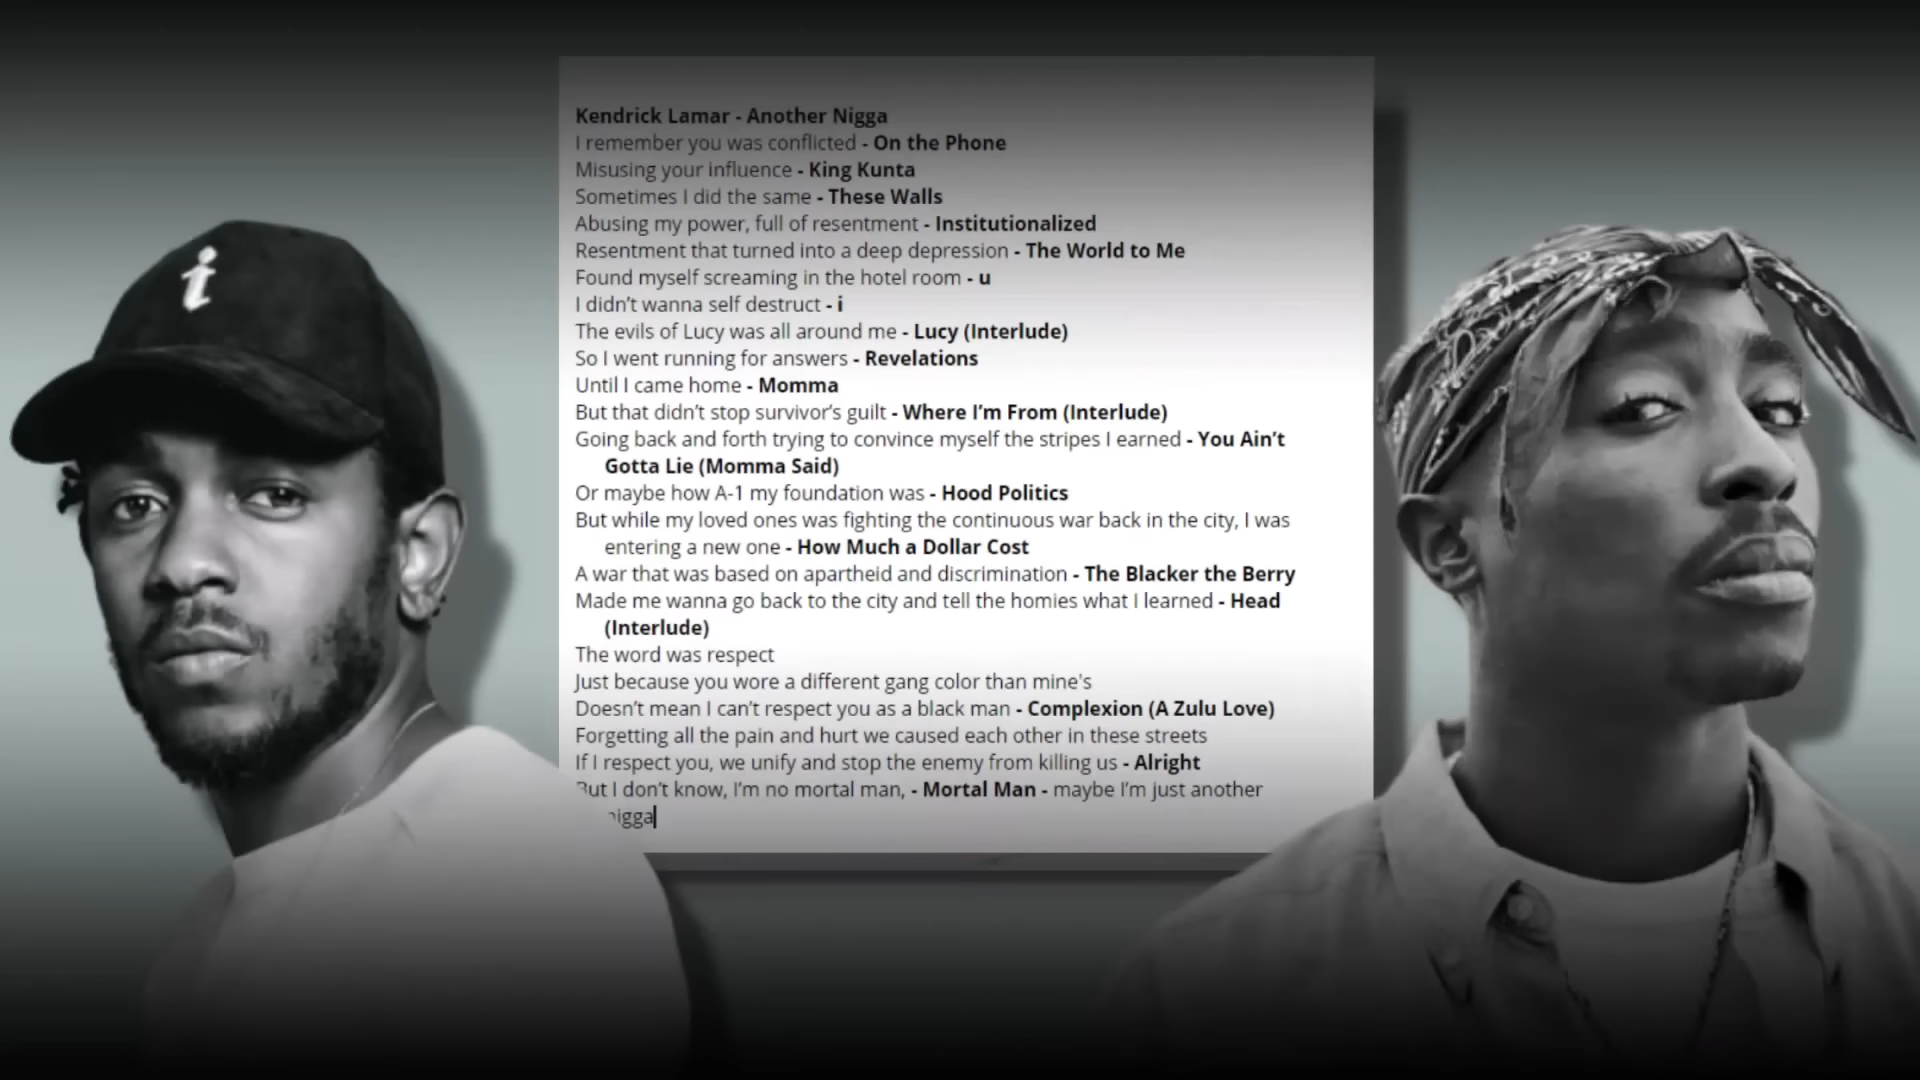 Kendrick Lamar - Another Nigga
I remember you was conflicted - On the Phone
Misusing your influence - King Kunta
Sometimes I did the same - These Walls
Abusing my power, full of resentment - Institutionalized
Resentment that turned into a deep depression - The World to Me
Found myself screaming in the hotel room - u
I didn't wanna self destruct - i
The evils of Lucy was all around me - Lucy (Interlude)
So I went running for answers - Revelations
Until I came home - Momma
But that didn't stop survivor's guilt - Where I'm From (Interlude)
Going back and forth trying to convince myself the stripes I earned - You Ain't
Gotta Lie (Momma Said)
Or maybe how A-1 my foundation was - Hood Politics
But while my loved ones was fighting the continuous war back in the city, I was
entering a new one - How Much a Dollar Cost
A war that was based on apartheid and discrimination - The Blacker the Berry
Made me wanna go back to the city and tell the homies what I learned - Head
(Interlude)
The word was respect
Just because you wore a different gang color than mine's
Doesn't mean I can't respect you as a black man - Complexion (A Zulu Love)
Forgetting all the pain and hurt we caused each other in these streets
If I respect you, we unify and stop the enemy from killing us - Alright
But I don't know, I'm no mortal man, - Mortal Man - maybe I'm just another
nigga
i